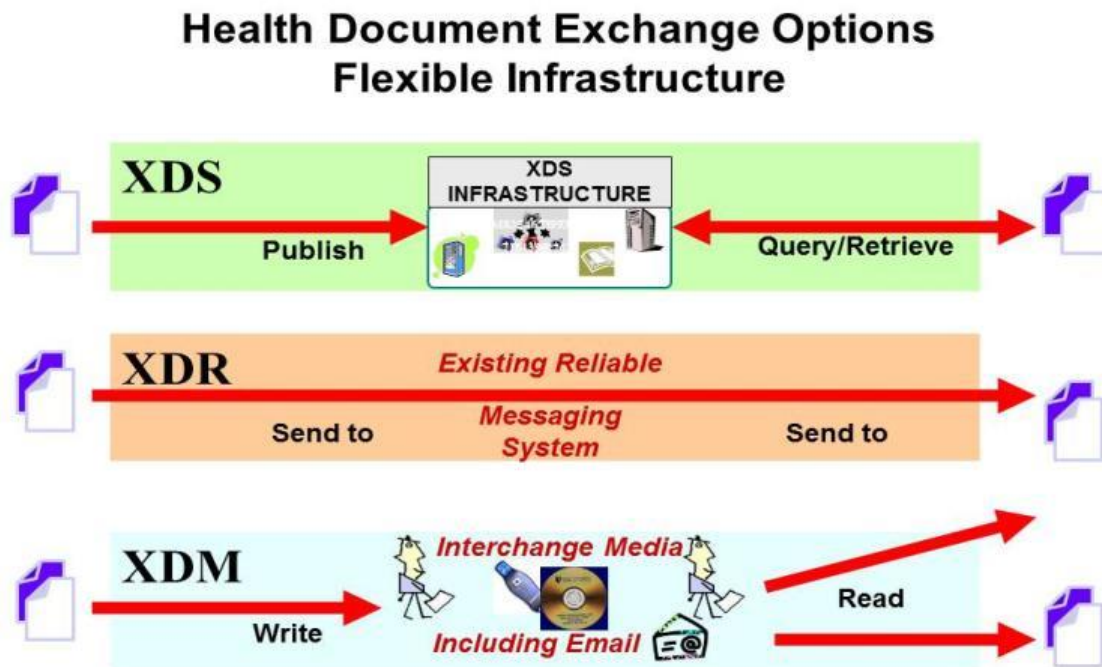 Health Document Exchange Options
Flexible Infrastructure
XDS
XDS
INFRASTRUCTURE
Publish
Query/Retrieve
XDR
Existing Reliable
Messaging
System
Send to
Send to
XDM
Interchange Media
Write
Including Email
Read